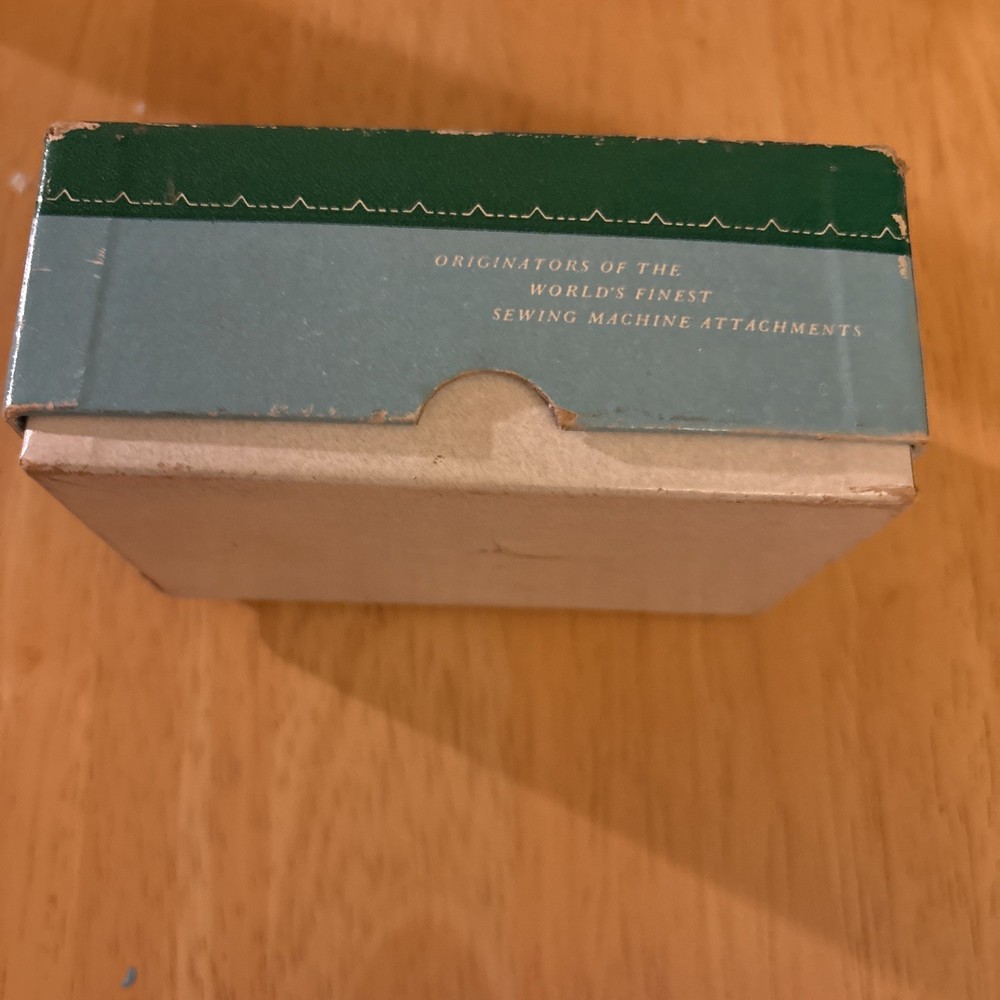 ORIGINATORS OF THE
WORLD'S FINEST
SEWING MACHINE ATTACHMENTS